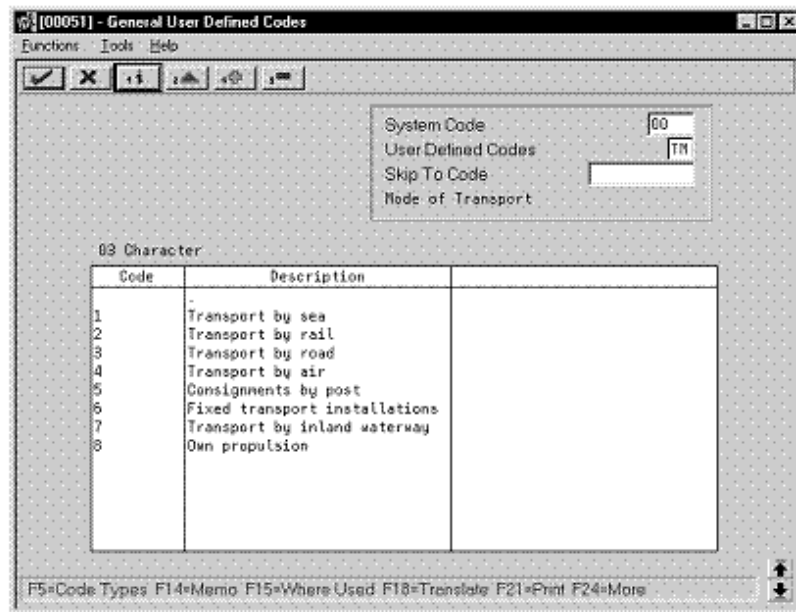 [00051] - General User Defined Codes
Functions Tools Help
System Code 00
User Defined Codes TM
Skip To Code
Mode of Transport
03 Character
Code Description
.
1 Transport by sea
2 Transport by rail
3 Transport by road
4 Transport by air
5 Consignments by post
6 Fixed transport installations
7 Transport by inland waterway
8 Own propulsion
F5=Code Types F14=Memo F15=Where Used F18=Translate F21=Print F24=More